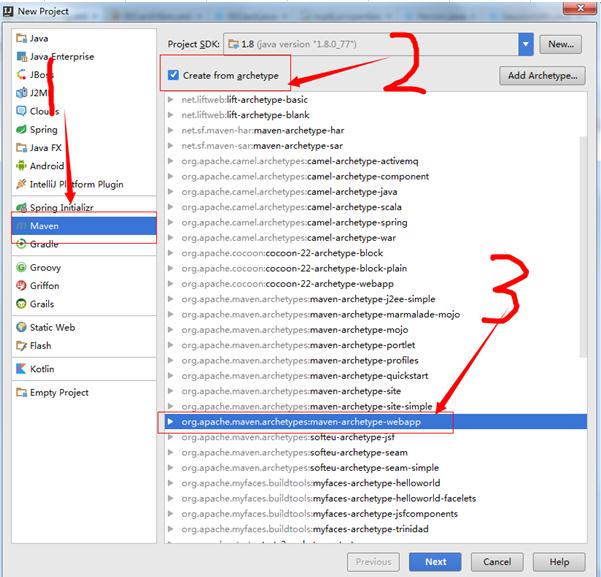 New Project
Java
Java Enterprise
JBoss
J2ME
Clouds
Spring
Java FX
Android
IntelliJ Platform Plugin
Spring Initializr
Maven
Gradle
Groovy
Griffon
Grails
Static Web
Flash
Kotlin
Empty Project
1
Project SDK: 1.8 (java version "1.8.0_77") New...
2
Create from archetype Add Archetype...
net.liftweb:lift-archetype-basic
net.liftweb:lift-archetype-blank
net.sf.maven-har:maven-archetype-har
net.sf.maven-sar:maven-archetype-sar
org.apache.camel.archetypes:camel-archetype-activemq
org.apache.camel.archetypes:camel-archetype-component
org.apache.camel.archetypes:camel-archetype-java
org.apache.camel.archetypes:camel-archetype-scala
org.apache.camel.archetypes:camel-archetype-spring
org.apache.camel.archetypes:camel-archetype-war
org.apache.cocoon:cocoon-22-archetype-block
org.apache.cocoon:cocoon-22-archetype-block-plain
org.apache.cocoon:cocoon-22-archetype-webapp
org.apache.maven.archetypes:maven-archetype-j2ee-simple
org.apache.maven.archetypes:maven-archetype-marmalade-mojo
org.apache.maven.archetypes:maven-archetype-mojo
org.apache.maven.archetypes:maven-archetype-portlet
org.apache.maven.archetypes:maven-archetype-profiles
org.apache.maven.archetypes:maven-archetype-quickstart
org.apache.maven.archetypes:maven-archetype-site
org.apache.maven.archetypes:maven-archetype-site-simple
3
org.apache.maven.archetypes:maven-archetype-webapp
org.apache.maven.archetypes:softeu-archetype-jsf
org.apache.maven.archetypes:softeu-archetype-seam
org.apache.maven.archetypes:softeu-archetype-seam-simple
org.apache.myfaces.buildtools:myfaces-archetype-helloworld
org.apache.myfaces.buildtools:myfaces-archetype-helloworld-facelets
org.apache.myfaces.buildtools:myfaces-archetype-jsfcomponents
org.apache.myfaces.buildtools:myfaces-archetype-trinidad
Previous Next Cancel Help